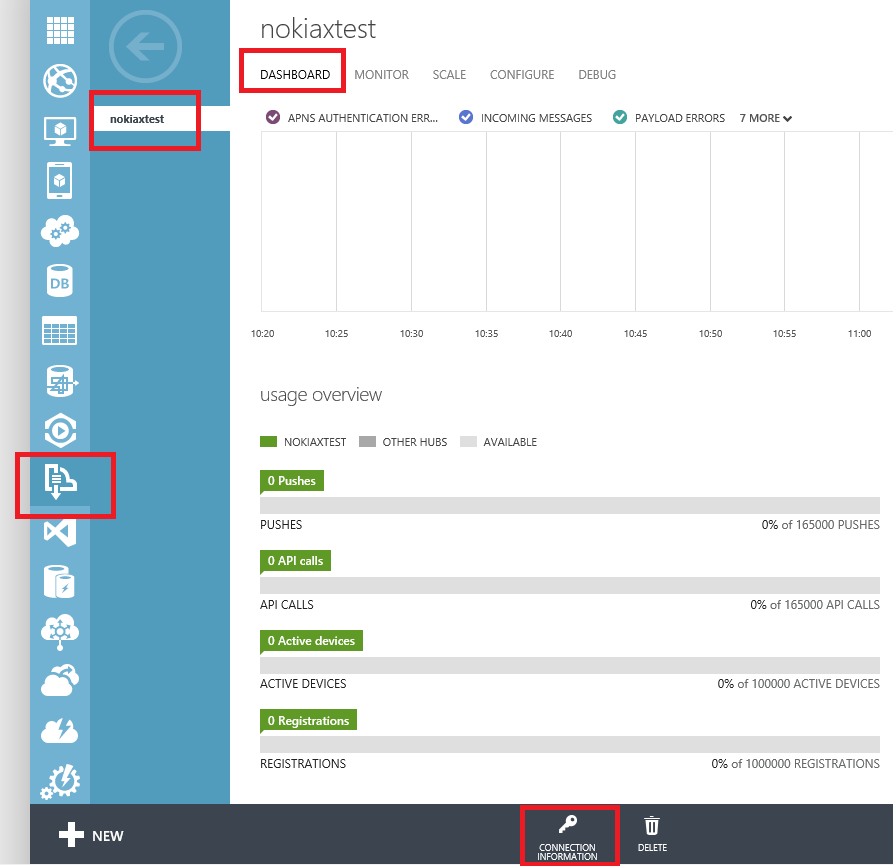 nokiaxtest
nokiaxtest
DASHBOARD MONITOR SCALE CONFIGURE DEBUG
APNS AUTHENTICATION ERR... INCOMING MESSAGES PAYLOAD ERRORS 7 MORE
10:20 10:25 10:30 10:35 10:40 10:45 10:50 10:55 11:00
usage overview
NOKIAXTEST OTHER HUBS AVAILABLE
0 Pushes
PUSHES 0% of 165000 PUSHES
0 API calls
API CALLS 0% of 165000 API CALLS
0 Active devices
ACTIVE DEVICES 0% of 100000 ACTIVE DEVICES
0 Registrations
REGISTRATIONS 0% of 1000000 REGISTRATIONS
DB
NEW
CONNECTION
INFORMATION
DELETE